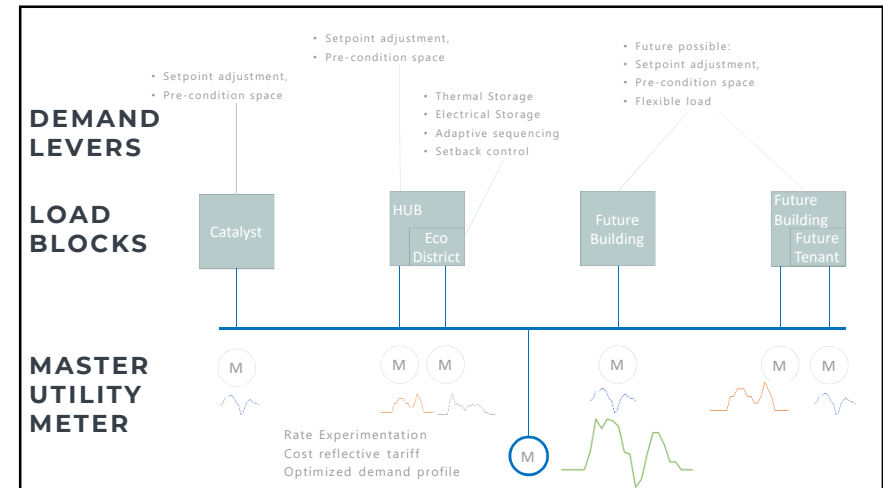 • Setpoint adjustment,
• Pre-condition space
• Setpoint adjustment,
• Pre-condition space
• Thermal Storage
• Electrical Storage
• Adaptive sequencing
• Setback control
• Future possible:
• Setpoint adjustment,
• Pre-condition space
• Flexible load
DEMAND
LEVERS
LOAD
BLOCKS
Catalyst
HUB
Eco
District
Future
Building
Future
Building
Future
Tenant
MASTER
UTILITY
METER
M
M
M
M
M
M
Rate Experimentation
Cost reflective tariff
Optimized demand profile
M